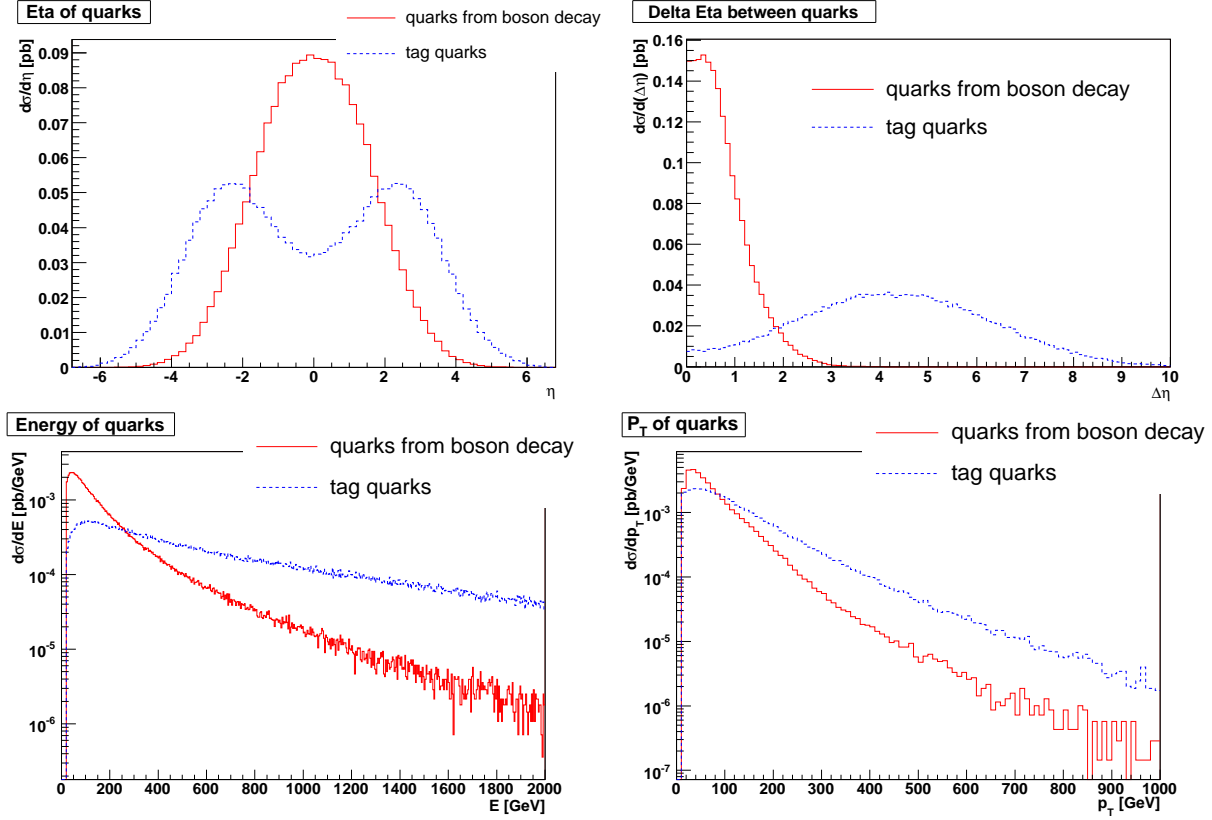 Eta of quarks
quarks from boson decay
tag quarks
dσ/dη [pb]
0.09
0.08
0.07
0.06
0.05
0.04
0.03
0.02
0.01
0
-6 -4 -2 0 2 4 6
η
Delta Eta between quarks
quarks from boson decay
tag quarks
dσ/d(Δη) [pb]
0.16
0.14
0.12
0.1
0.08
0.06
0.04
0.02
0
0 1 2 3 4 5 6 7 8 9 10
Δη
Energy of quarks
quarks from boson decay
tag quarks
dσ/dE [pb/GeV]
10⁻³
10⁻⁴
10⁻⁵
10⁻⁶
0 200 400 600 800 1000 1200 1400 1600 1800 2000
E [GeV]
P_T of quarks
quarks from boson decay
tag quarks
dσ/dp_T [pb/GeV]
10⁻³
10⁻⁴
10⁻⁵
10⁻⁶
10⁻⁷
0 100 200 300 400 500 600 700 800 900 1000
p_T [GeV]